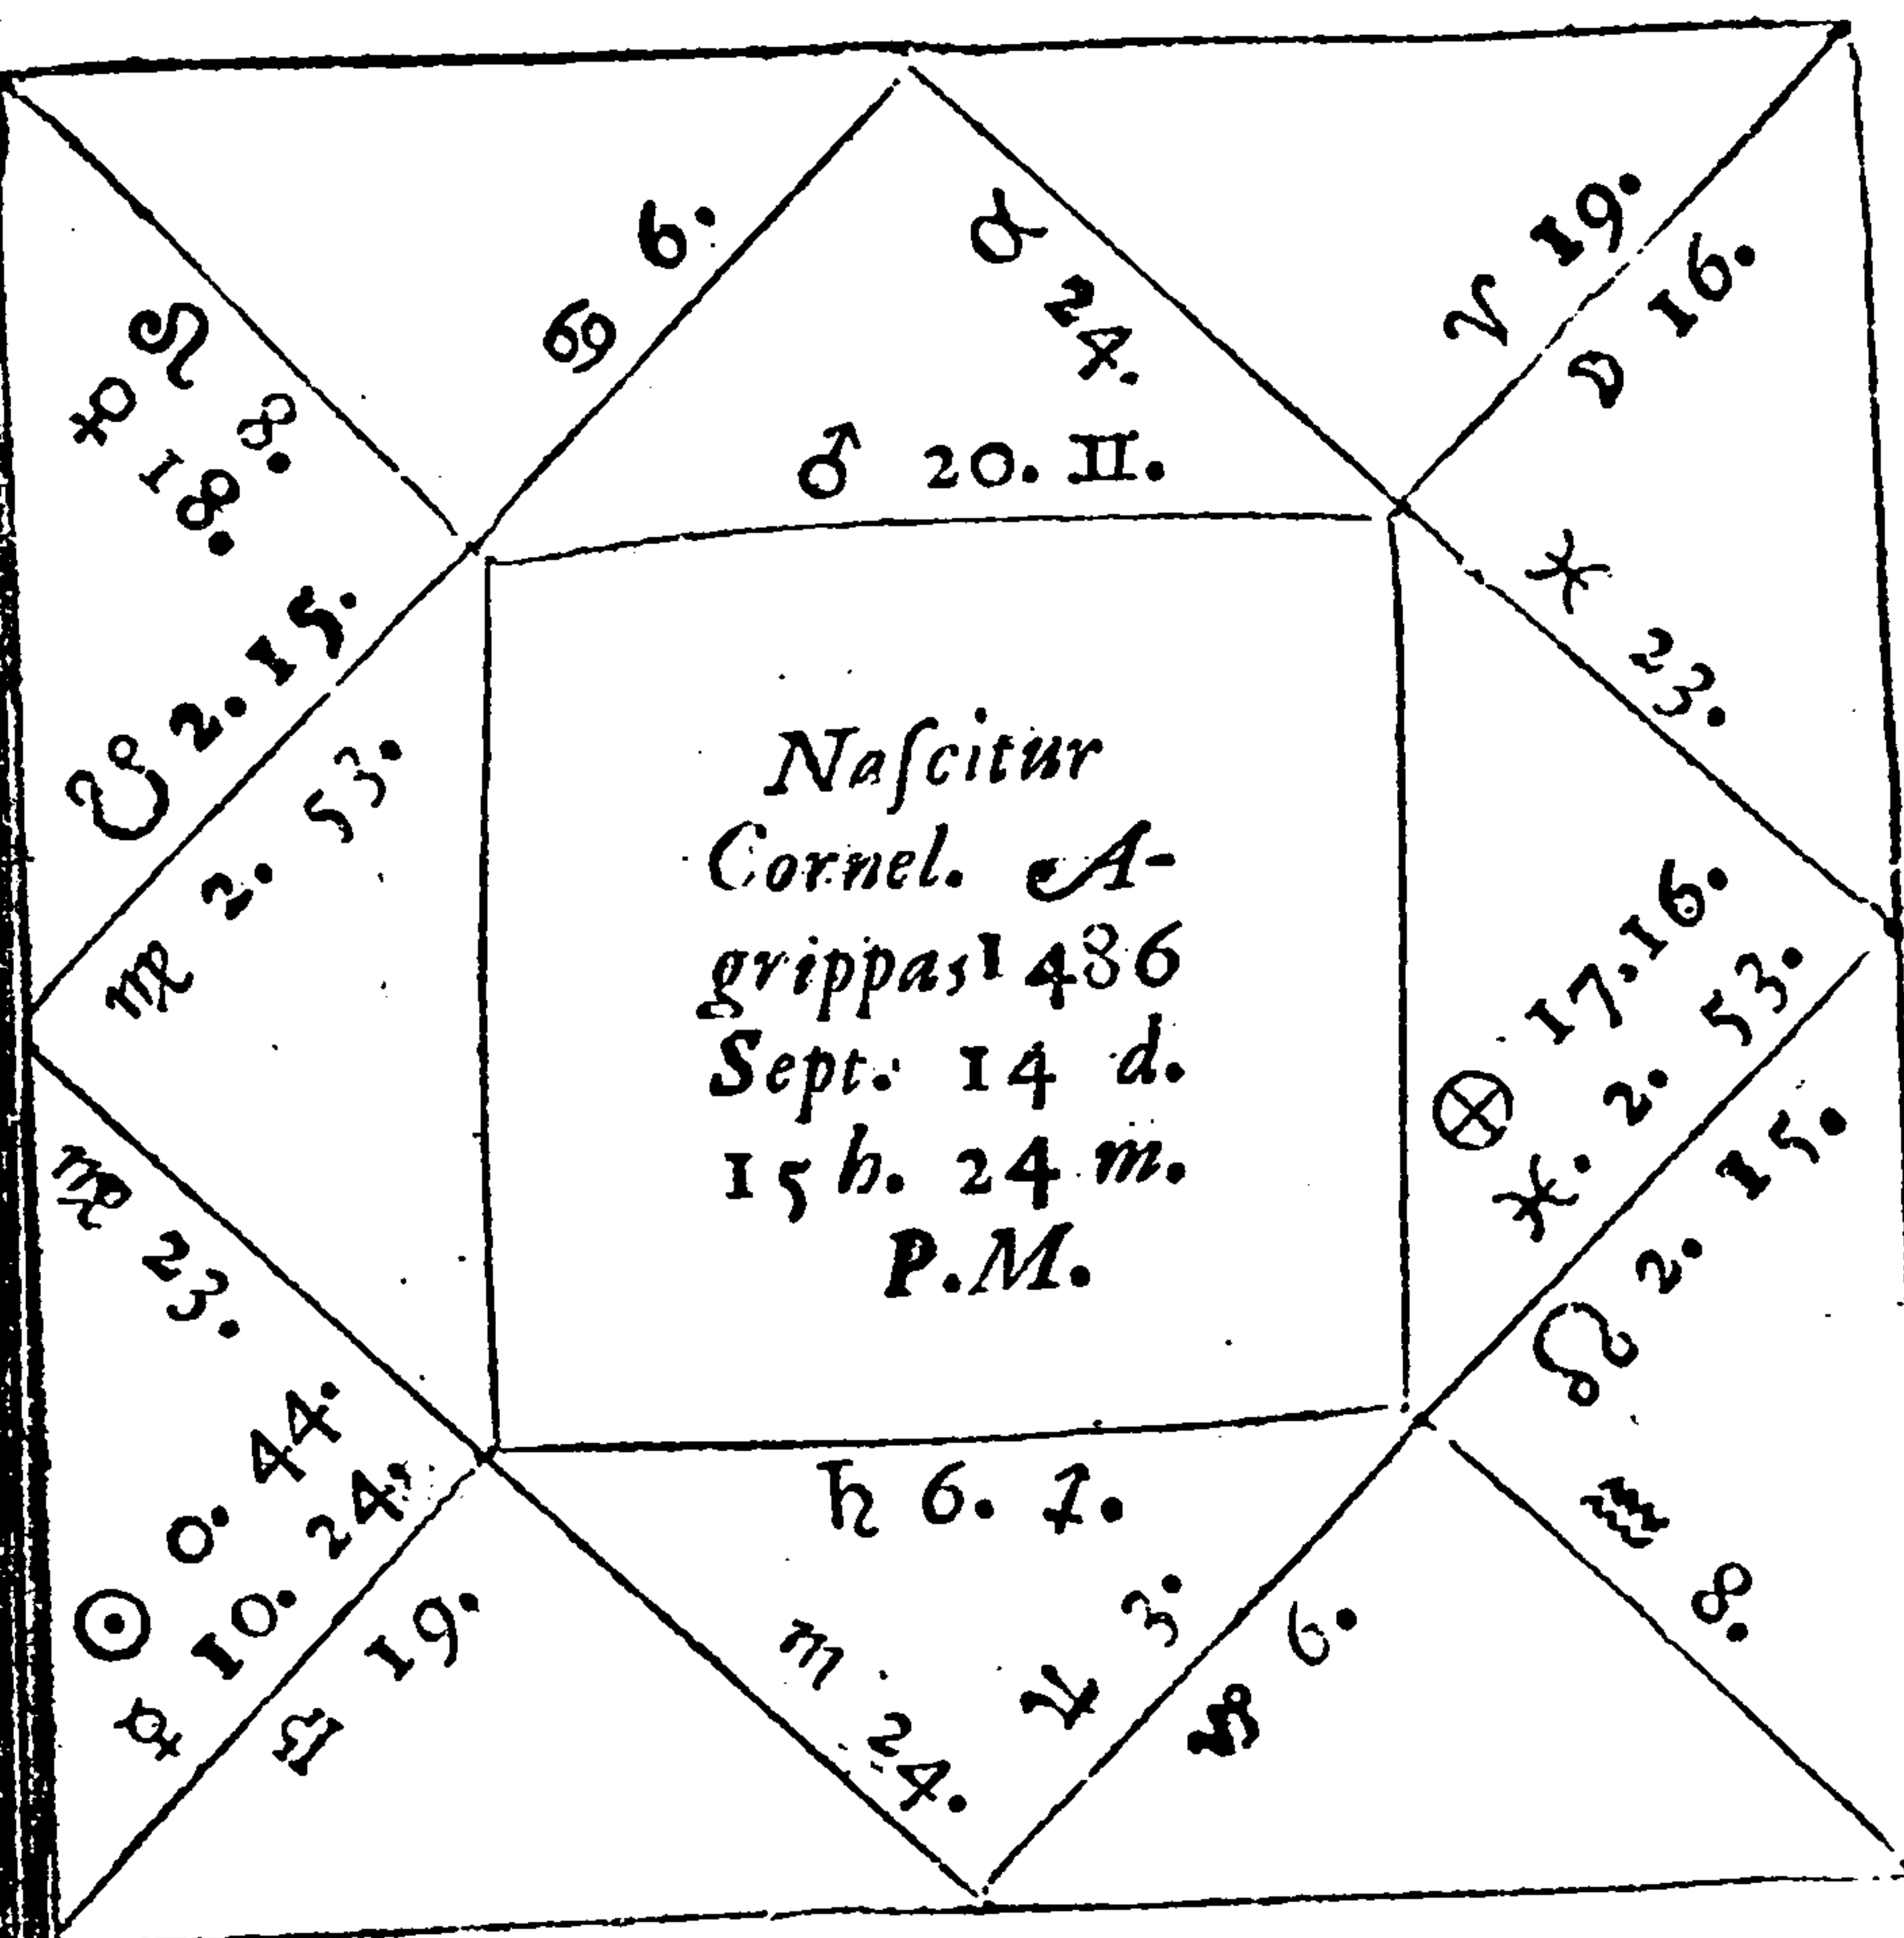 ♋ 6.
♉ 24.
♈ 19.
☽ 16.
♌ 8.
♀ 18.
♂ 20. II.
☋ 2. 15.
♍ 2. 53.
♓ 23.
Naſcitur
Cornel. A-
grippas 1486
Sept: 14 d.
15 h. 24 m.
P. M.
⊗ 17, 16.
♓. 2. 53.
☊ 2. 15.
♍ 23.
☉ 0. 44.
☿ 10. 24.
♎ 19.
♄ 6. 1.
♏ 24.
♃ 3.
♑ 6.
♒ 8.